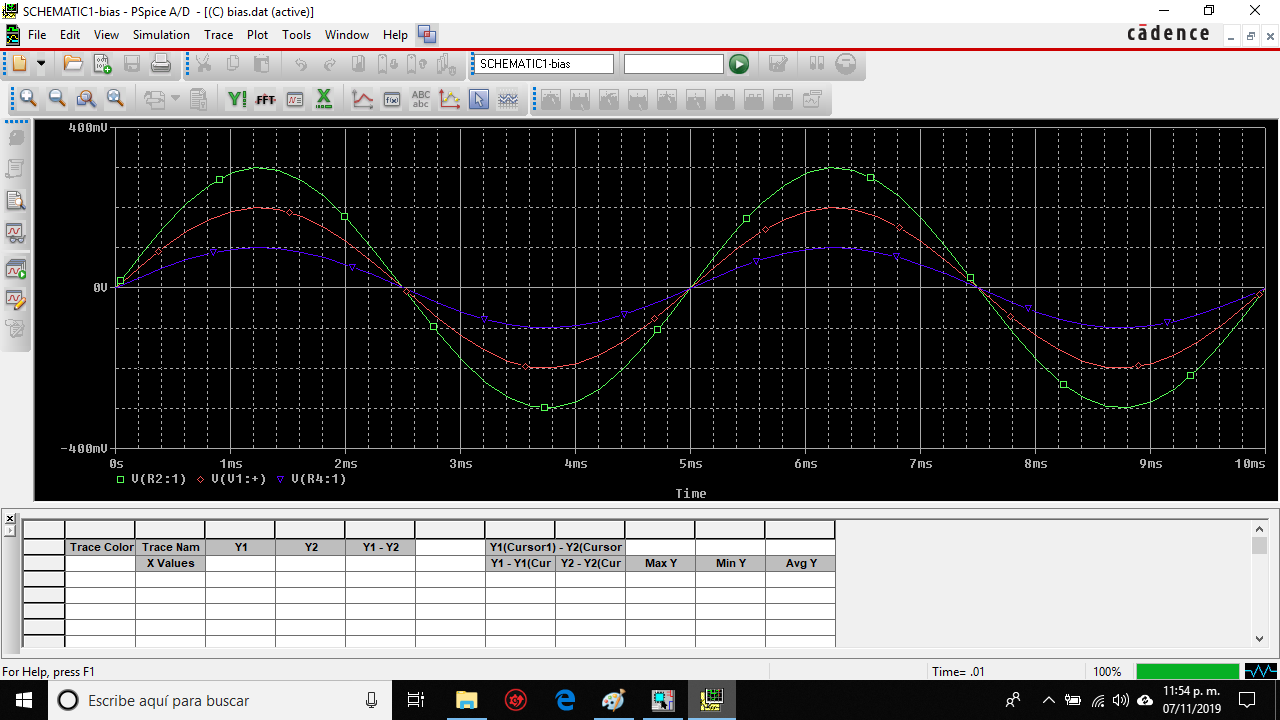 SCHEMATIC1-bias - PSpice A/D - [(C) bias.dat (active)]
File Edit View Simulation Trace Plot Tools Window Help
cādence
SCHEMATIC1-bias
Y! FFT
ABC
abc
400mV
0V
-400mV
0s 1ms 2ms 3ms 4ms 5ms 6ms 7ms 8ms 9ms 10ms
V(R2:1) V(V1:+) V(R4:1)
Time
Trace Color Trace Nam Y1 Y2 Y1 - Y2 Y1(Cursor1) - Y2(Cursor
X Values Y1 - Y1(Cur Y2 - Y2(Cur Max Y Min Y Avg Y
For Help, press F1 Time= .01 100%
Escribe aquí para buscar
11:54 p. m.
07/11/2019